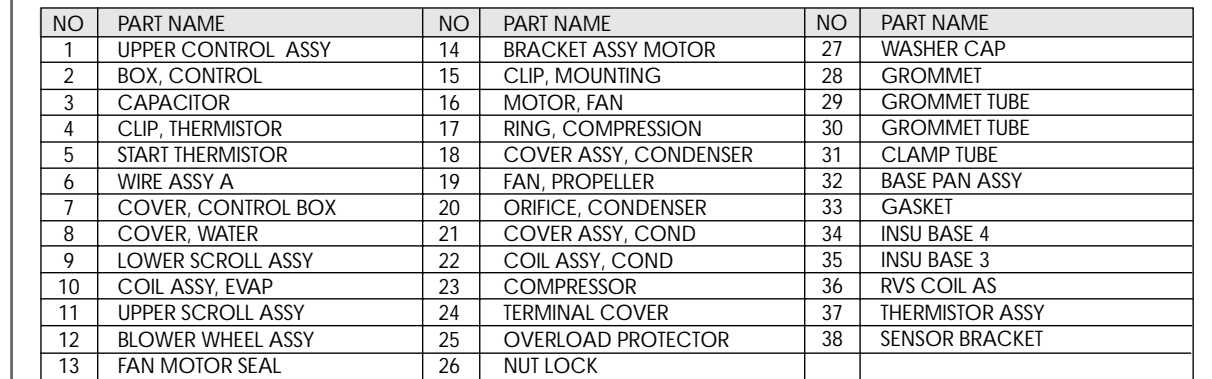 NO PART NAME NO PART NAME NO PART NAME
1 UPPER CONTROL ASSY 14 BRACKET ASSY MOTOR 27 WASHER CAP
2 BOX, CONTROL 15 CLIP, MOUNTING 28 GROMMET
3 CAPACITOR 16 MOTOR, FAN 29 GROMMET TUBE
4 CLIP, THERMISTOR 17 RING, COMPRESSION 30 GROMMET TUBE
5 START THERMISTOR 18 COVER ASSY, CONDENSER 31 CLAMP TUBE
6 WIRE ASSY A 19 FAN, PROPELLER 32 BASE PAN ASSY
7 COVER, CONTROL BOX 20 ORIFICE, CONDENSER 33 GASKET
8 COVER, WATER 21 COVER ASSY, COND 34 INSU BASE 4
9 LOWER SCROLL ASSY 22 COIL ASSY, COND 35 INSU BASE 3
10 COIL ASSY, EVAP 23 COMPRESSOR 36 RVS COIL AS
11 UPPER SCROLL ASSY 24 TERMINAL COVER 37 THERMISTOR ASSY
12 BLOWER WHEEL ASSY 25 OVERLOAD PROTECTOR 38 SENSOR BRACKET
13 FAN MOTOR SEAL 26 NUT LOCK